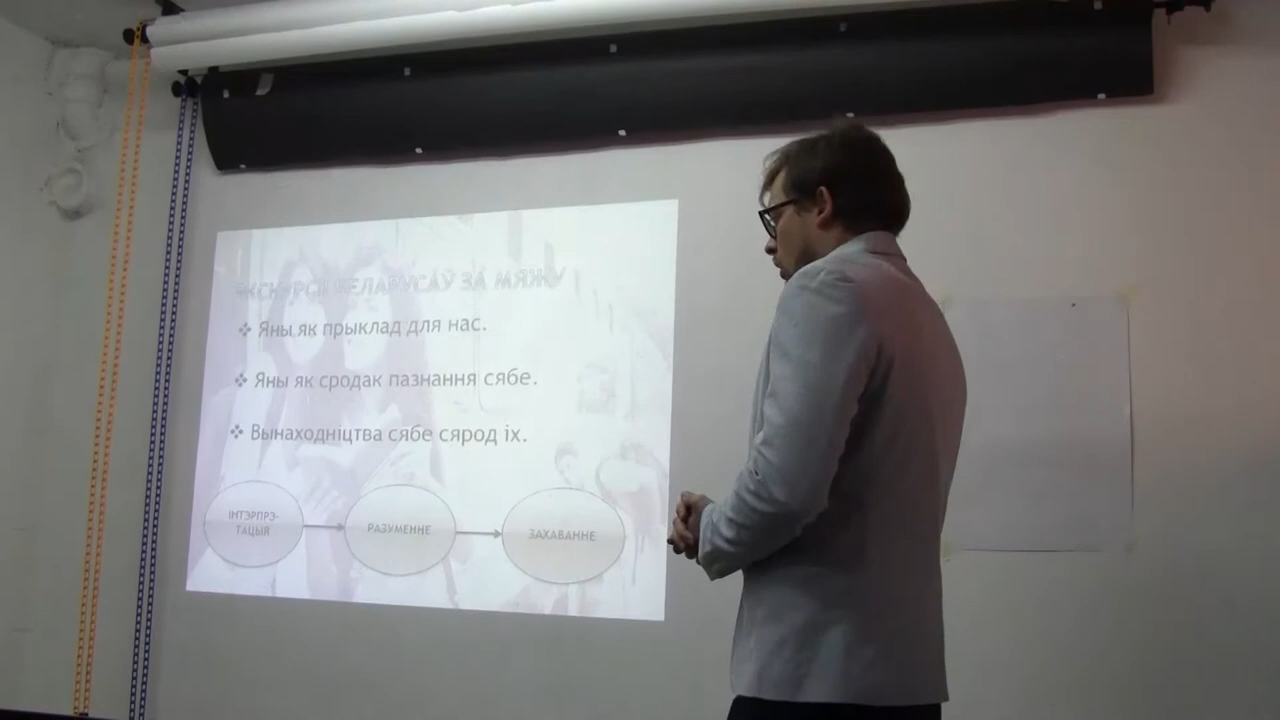 ЭКСКУРСІІ БЕЛАРУСАЎ ЗА МЯЖУ
Яны як прыклад для нас.
Яны як сродак пазнання сябе.
Вынаходніцтва сябе сярод іх.
ІНТЭРПРЭ-
ТАЦЫЯ
РАЗУМЕННЕ
ЗАХАВАННЕ